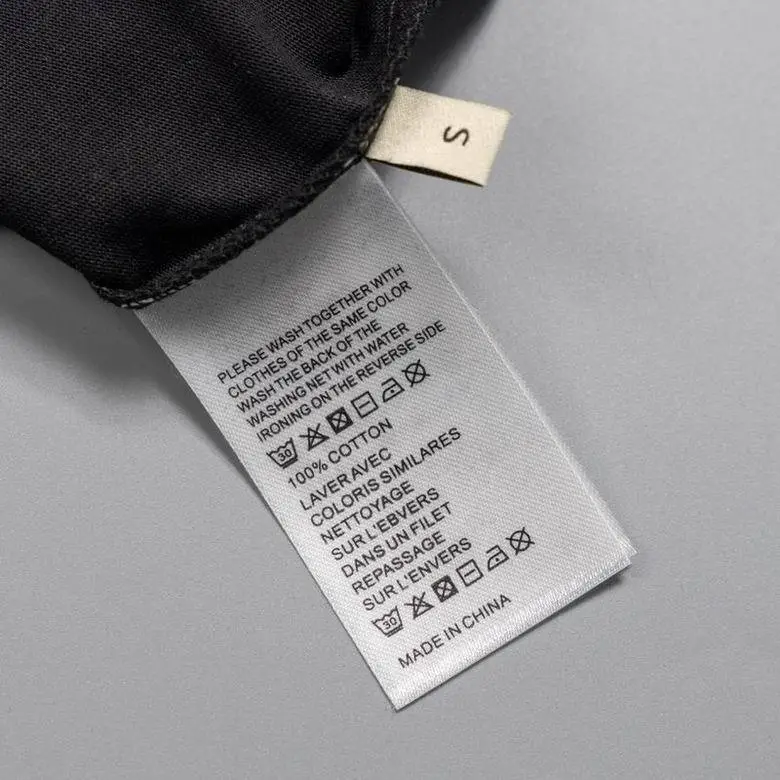 S
PLEASE WASH TOGETHER WITH
CLOTHES OF THE SAME COLOR
WASH THE BACK OF THE
WASHING NET WITH WATER
IRONING ON THE REVERSE SIDE
30
100% COTTON
LAVER AVEC
COLORIS SIMILARES
NETTOYAGE
SUR L'EBVERS
DANS UN FILET
REPASSAGE
SUR L'ENVERS
30
MADE IN CHINA